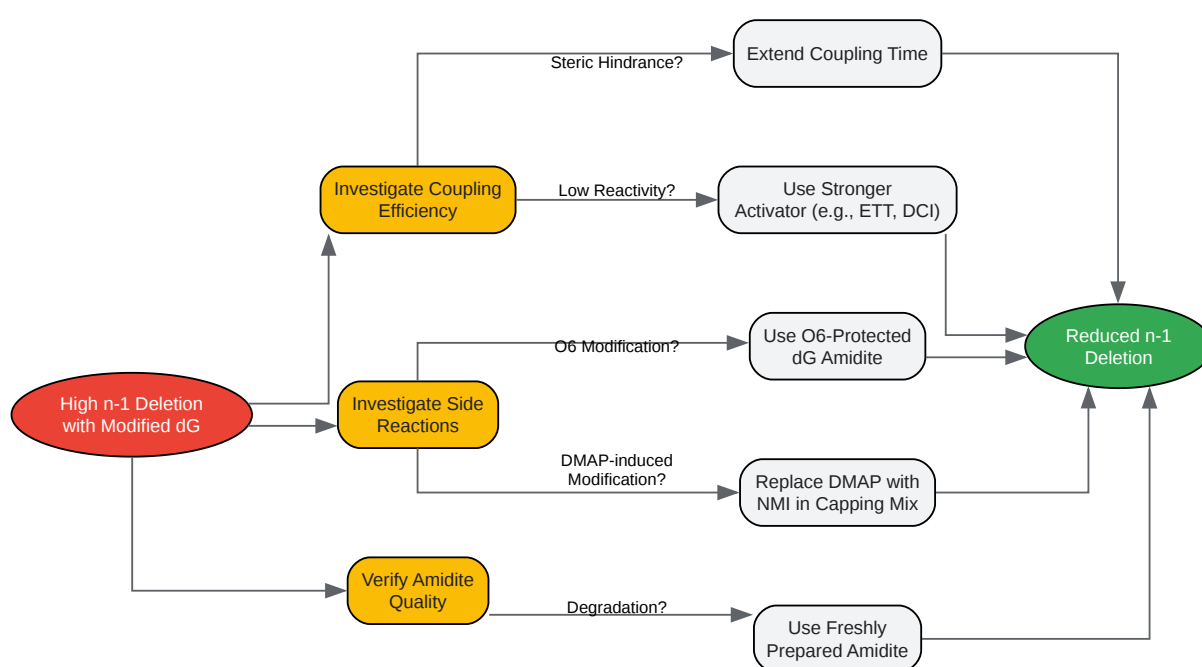 Extend Coupling Time
Steric Hindrance?
Investigate Coupling
Efficiency
Low Reactivity?
Use Stronger
Activator (e.g., ETT, DCI)
O6 Modification?
Use O6-Protected
dG Amidite
Reduced n-1
Deletion
High n-1 Deletion
with Modified dG
Investigate Side
Reactions
DMAP-induced
Modification?
Replace DMAP with
NMI in Capping Mix
Verify Amidite
Quality
Degradation?
Use Freshly
Prepared Amidite